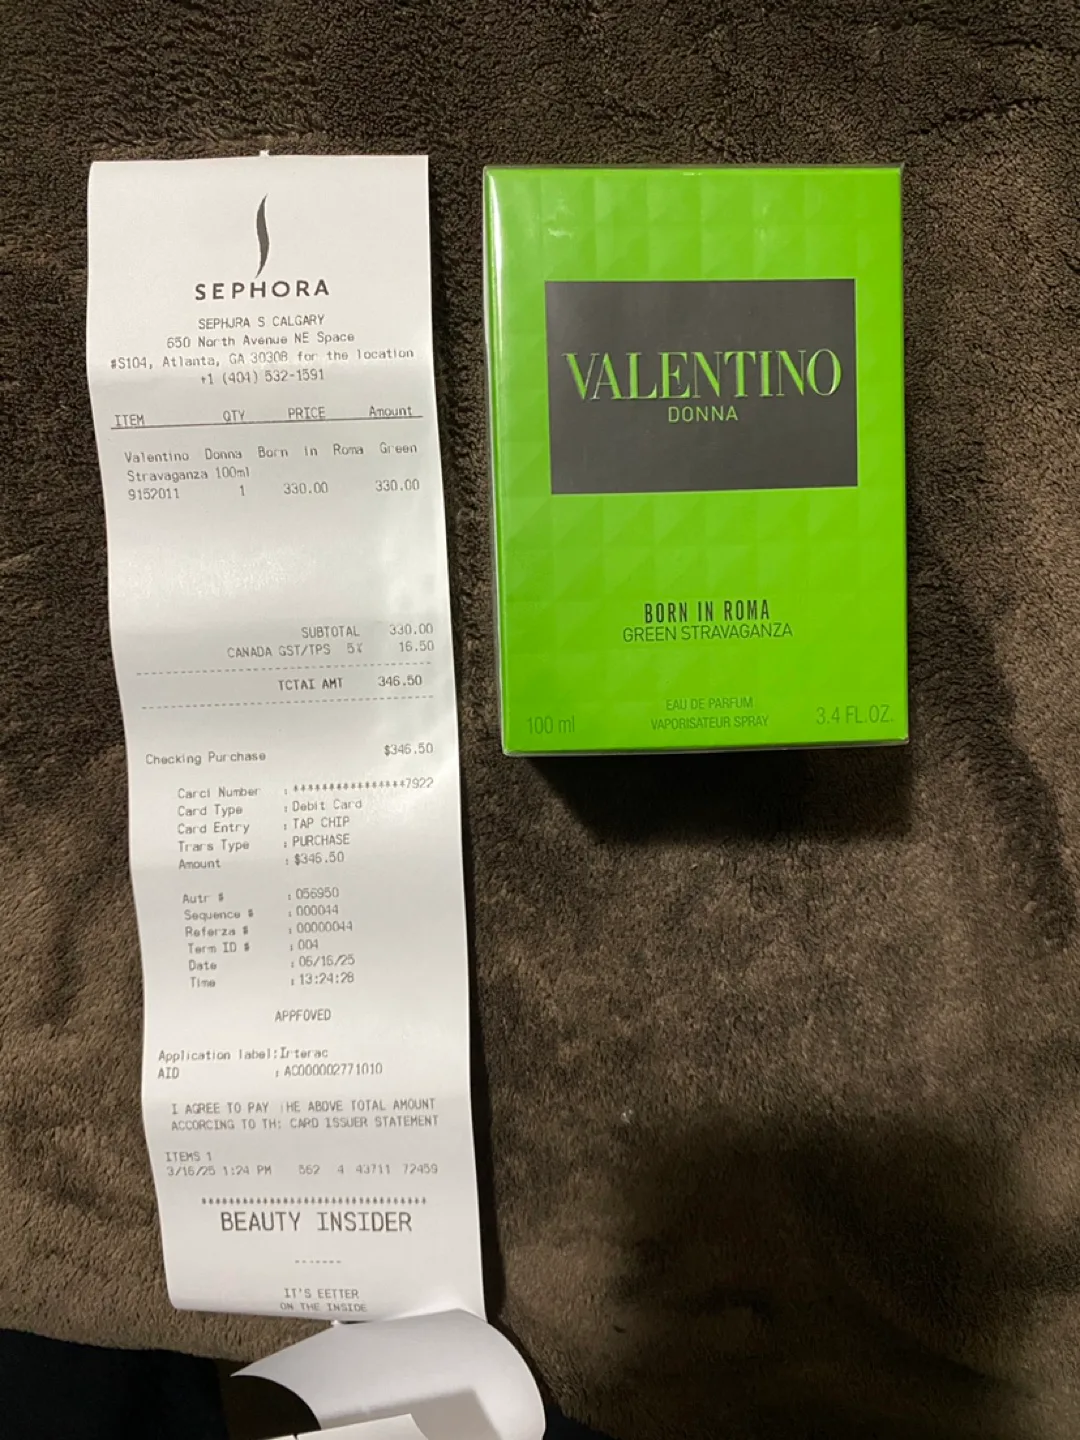 SEPHORA
SEPHJRA S CALGARY
650 North Avenue NE Space
#S104, Atlanta, GA 30308 for the location
+1 (404) 532-1591
ITEM QTY PRICE Amount
Valentino Donna Born in Roma Green
Stravaganza 100ml
9152011 1 330.00 330.00
SUBTOTAL 330.00
CANADA GST/TPS 5% 16.50
TCTAI AMT 346.50
Checking Purchase $346.50
Carci Number : ****************7922
Card Type : Debit Card
Card Entry : TAP CHIP
Trars Type : PURCHASE
Amount : $346.50
Autr # : 056950
Sequence # : 000044
Referza # : 00000044
Term ID # : 004
Date : 06/16/25
Time : 13:24:28
APPFOVED
Application label:Irterac
AID : AC000002771010
I AGREE TO PAY HE ABOVE TOTAL AMOUNT
ACCORCING TO TH: CARD ISSUER STATEMENT
ITEMS 1
3/16/25 1:24 PM 562 4 43711 72459
*******************************
BEAUTY INSIDER
-------
IT'S EETTER
ON THE INSIDE
VALENTINO
DONNA
BORN IN ROMA
GREEN STRAVAGANZA
EAU DE PARFUM
100 ml VAPORISATEUR SPRAY 3.4 FL.OZ.